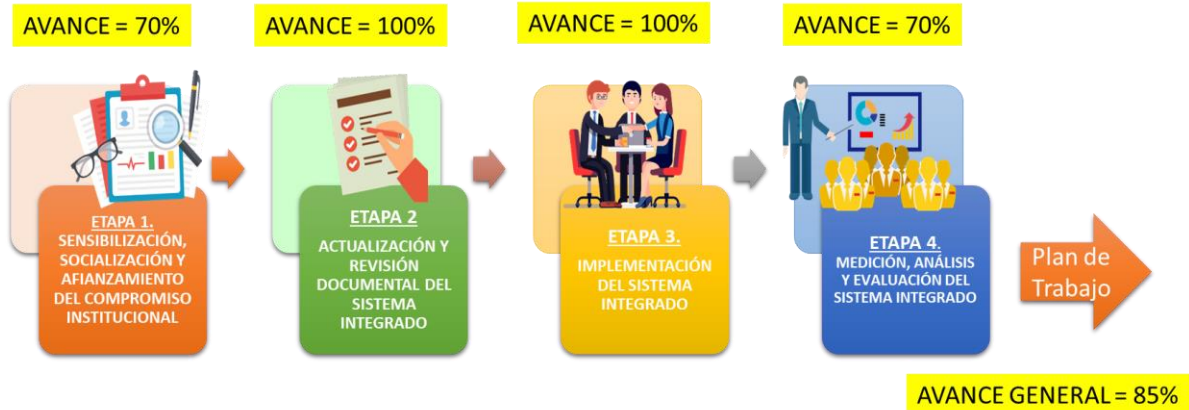 AVANCE = 70%
AVANCE = 100%
AVANCE = 100%
AVANCE = 70%
ETAPA 1.
SENSIBILIZACIÓN,
SOCIALIZACIÓN Y
AFIANZAMIENTO
DEL COMPROMISO
INSTITUCIONAL
ETAPA 2
ACTUALIZACIÓN Y
REVISIÓN
DOCUMENTAL DEL
SISTEMA
INTEGRADO
ETAPA 3.
IMPLEMENTACIÓN
DEL SISTEMA
INTEGRADO
ETAPA 4.
MEDICIÓN, ANÁLISIS
Y EVALUACIÓN DEL
SISTEMA INTEGRADO
Plan de
Trabajo
AVANCE GENERAL = 85%